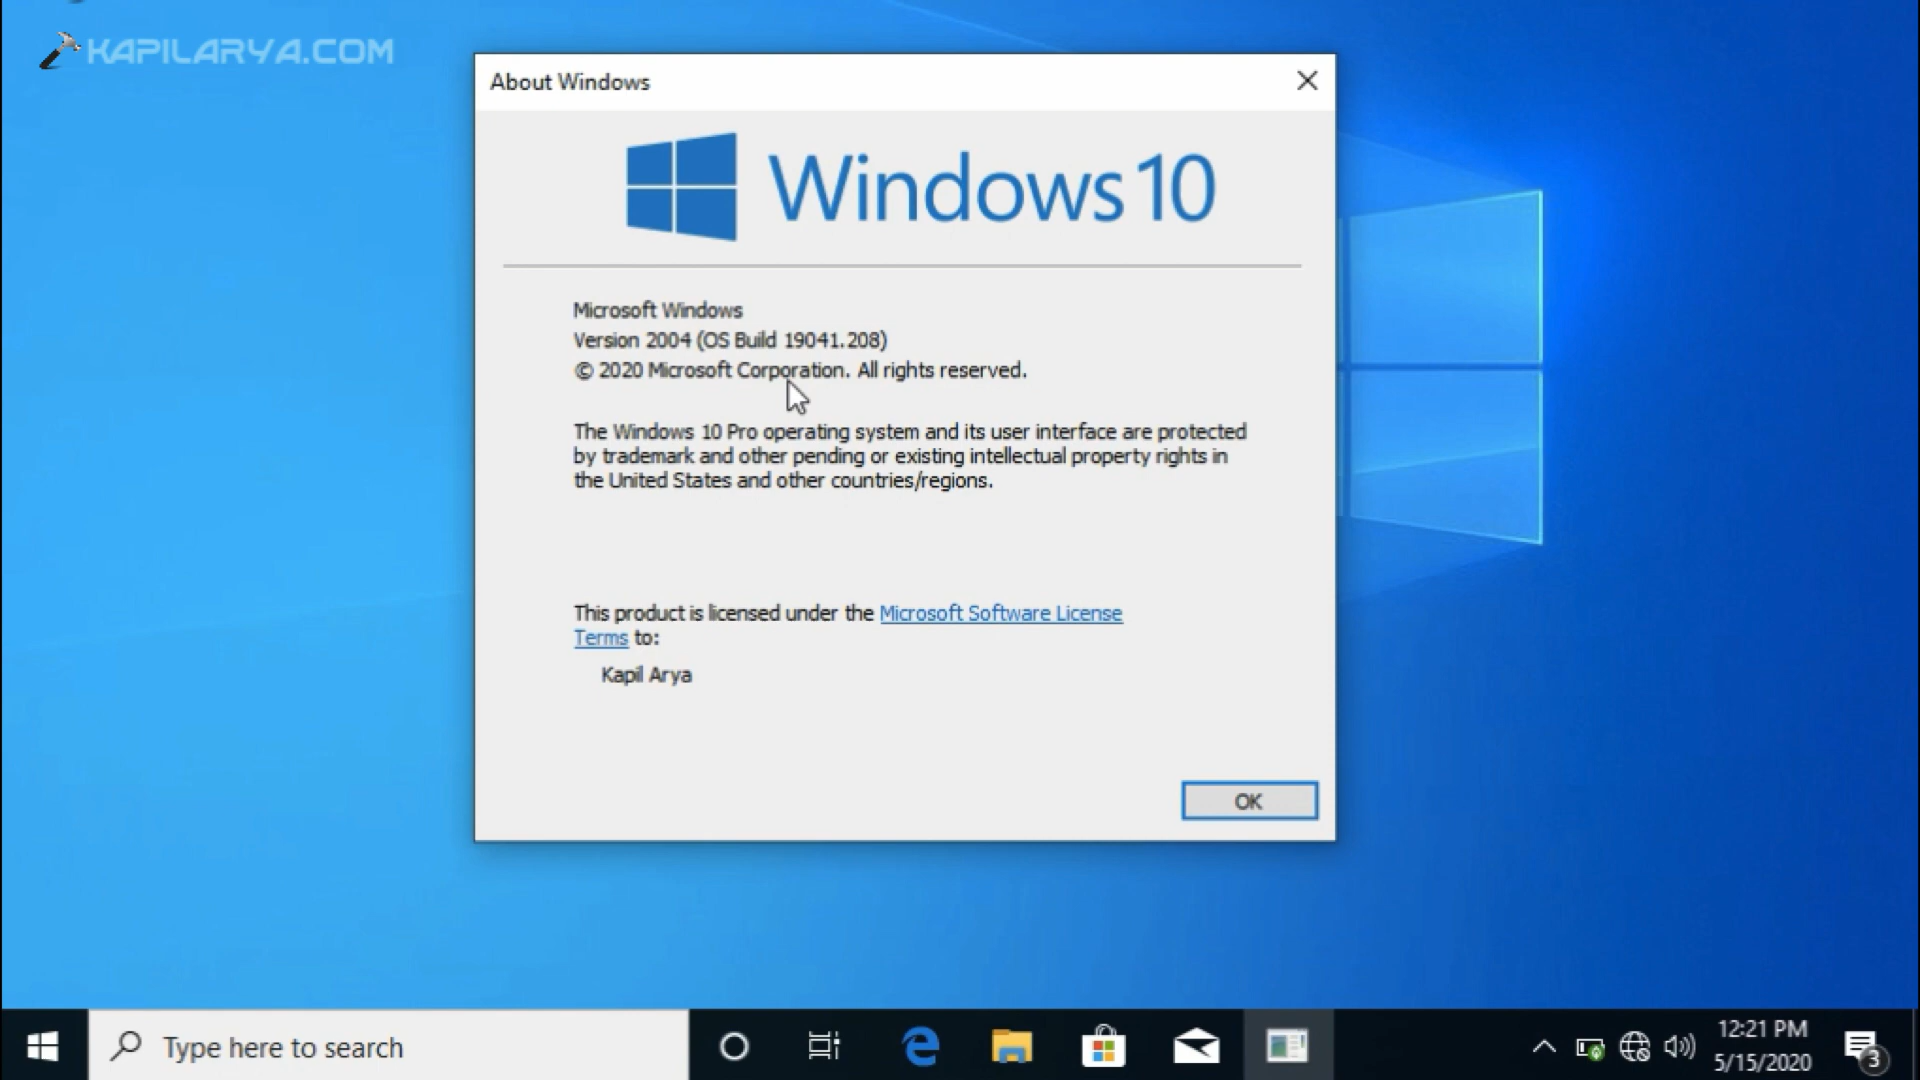 KAPILARYA.COM
About Windows
Windows 10
Microsoft Windows
Version 2004 (OS Build 19041.208)
© 2020 Microsoft Corporation. All rights reserved.
The Windows 10 Pro operating system and its user interface are protected
by trademark and other pending or existing intellectual property rights in
the United States and other countries/regions.
This product is licensed under the Microsoft Software License
Terms to:
Kapil Arya
OK
Type here to search
12:21 PM
5/15/2020
3